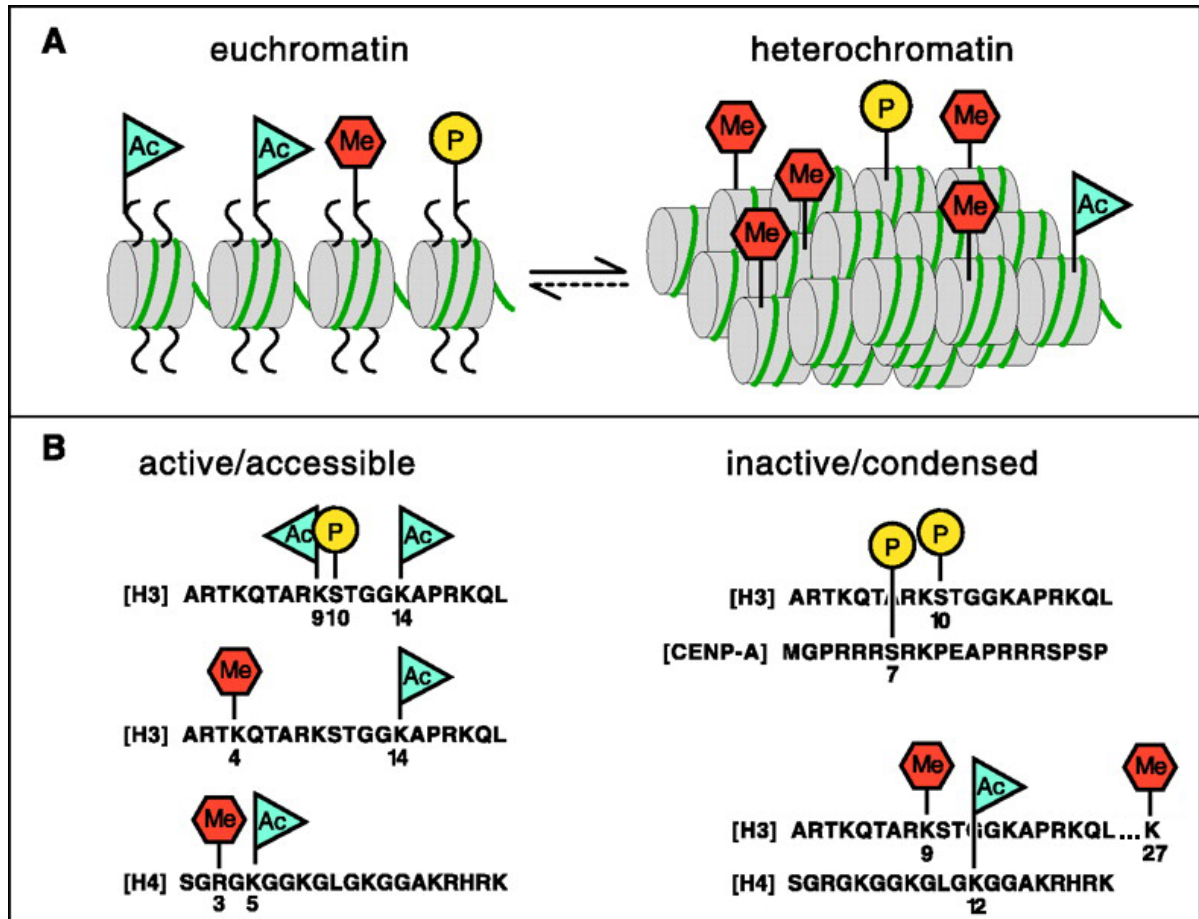 A
euchromatin
heterochromatin
Ac
Ac
Me
P
Me
P
Me
Me
Me
Me
Ac
B
active/accessible
Ac P Ac
[H3] ARTKQTARKSTGGKAPRKQL
9 10 14
Me Ac
[H3] ARTKQTARKSTGGKAPRKQL
4 14
Me Ac
[H4] SGRGKGGKGLGKGGAKRHRK
3 5
inactive/condensed
P P
[H3] ARTKQTARKSTGGKAPRKQL
10
[CENP-A] MGPRRRSRKPEAPRRRSPSP
7
Me Ac Me
[H3] ARTKQTARKSTGGKAPRKQL...K
9 27
[H4] SGRGKGGKGLGKGGAKRHRK
12